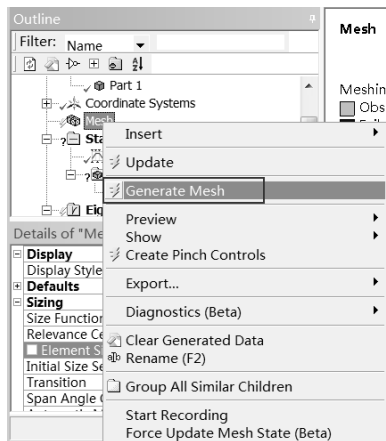 Outline
Filter: Name
Part 1
Coordinate Systems
Mesh
Details of "Me
Display
Display Style
Defaults
Sizing
Size Function
Relevance Ce
Element S
Initial Size Se
Transition
Span Angle
Insert
Update
Generate Mesh
Preview
Show
Create Pinch Controls
Export...
Diagnostics (Beta)
Clear Generated Data
Rename (F2)
Group All Similar Children
Start Recording
Force Update Mesh State (Beta)
Mesh
Meshin
Obs